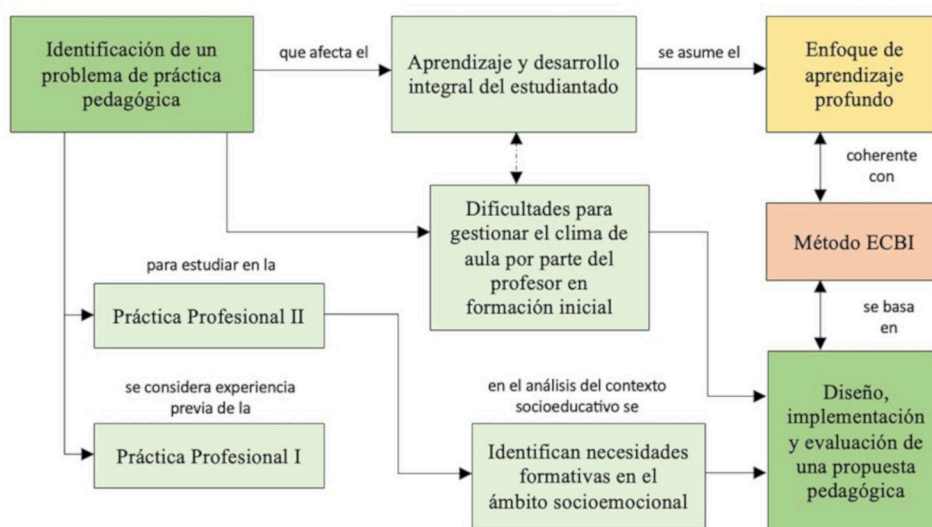 Identificación de un
problema de práctica
pedagógica
que afecta el
Aprendizaje y desarrollo
integral del estudiantado
se asume el
Enfoque de
aprendizaje
profundo
coherente
con
Dificultades para
gestionar el clima de
aula por parte del
profesor en
formación inicial
Método ECBI
para estudiar en la
Práctica Profesional II
se basa
en
se considera experiencia
previa de la
Práctica Profesional I
en el análisis del contexto
socioeducativo se
Identifican necesidades
formativas en el
ámbito socioemocional
Diseño,
implementación
y evaluación de
una propuesta
pedagógica